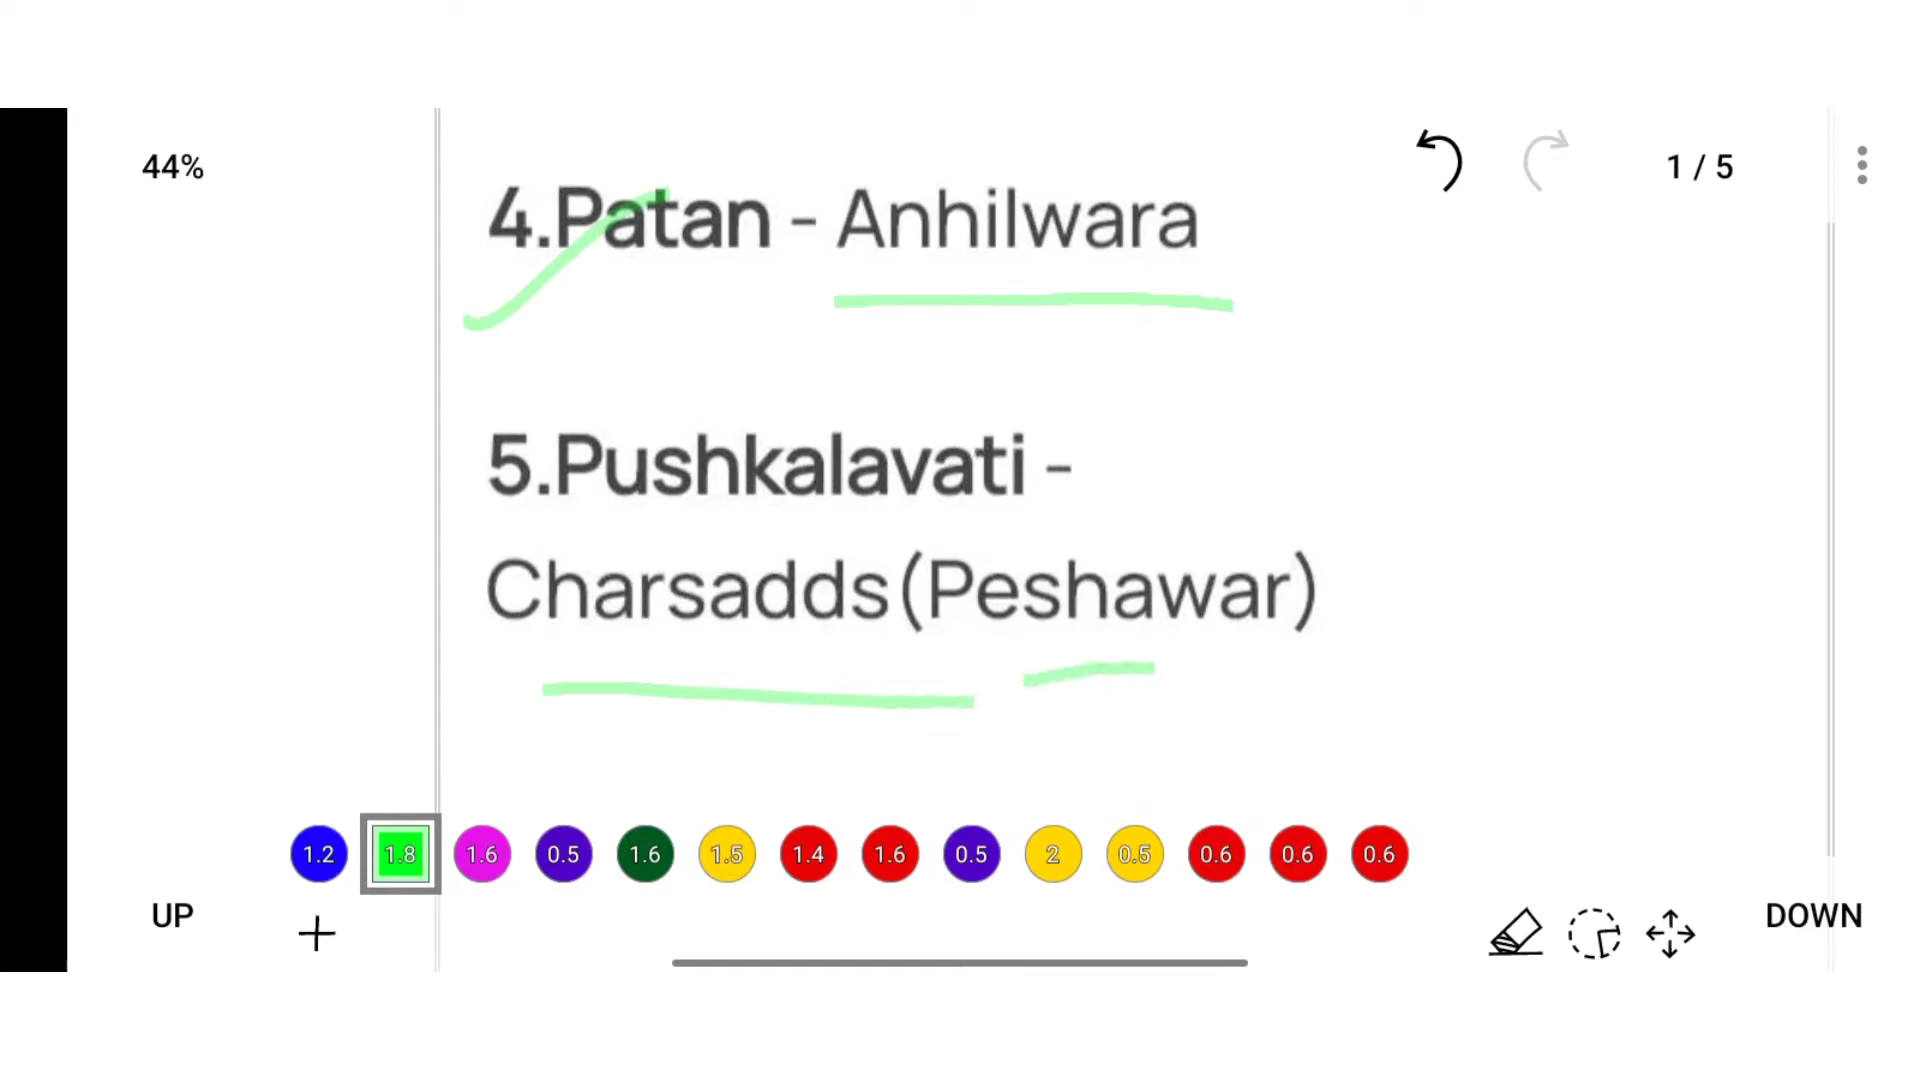 44%
1 / 5
4.Patan - Anhilwara
5.Pushkalavati -
Charsadds(Peshawar)
1.2 1.8 1.6 0.5 1.6 1.5 1.4 1.6 0.5 2 0.5 0.6 0.6 0.6
UP
DOWN